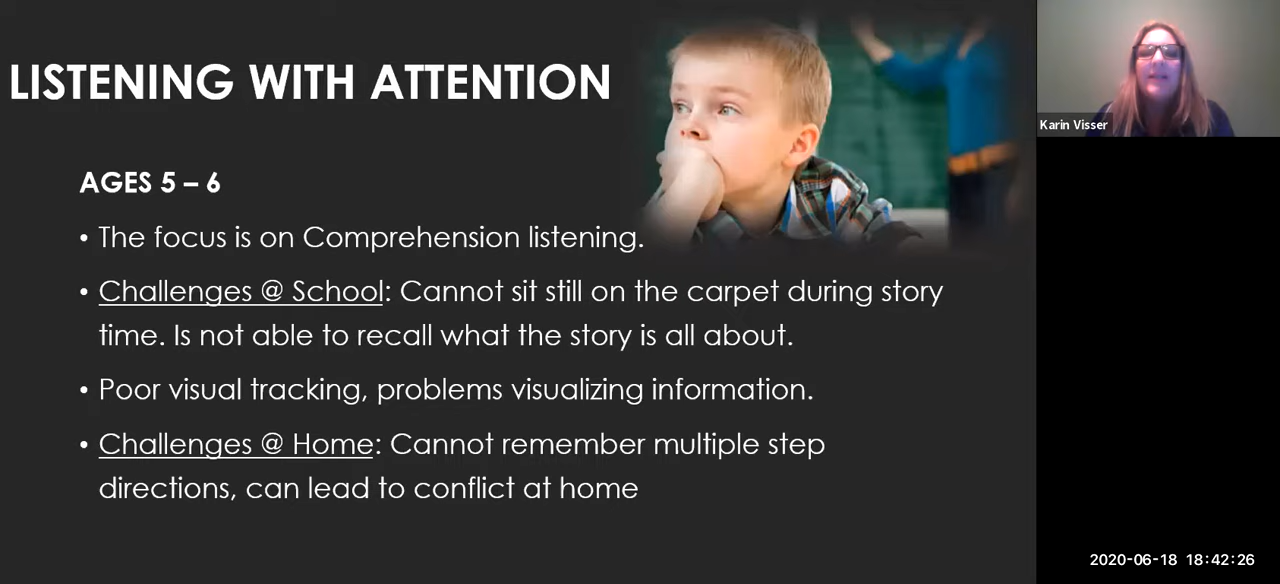 LISTENING WITH ATTENTION
AGES 5 – 6
• The focus is on Comprehension listening.
• Challenges @ School: Cannot sit still on the carpet during story
time. Is not able to recall what the story is all about.
• Poor visual tracking, problems visualizing information.
• Challenges @ Home: Cannot remember multiple step
directions, can lead to conflict at home
Karin Visser
2020-06-18 18:42:26